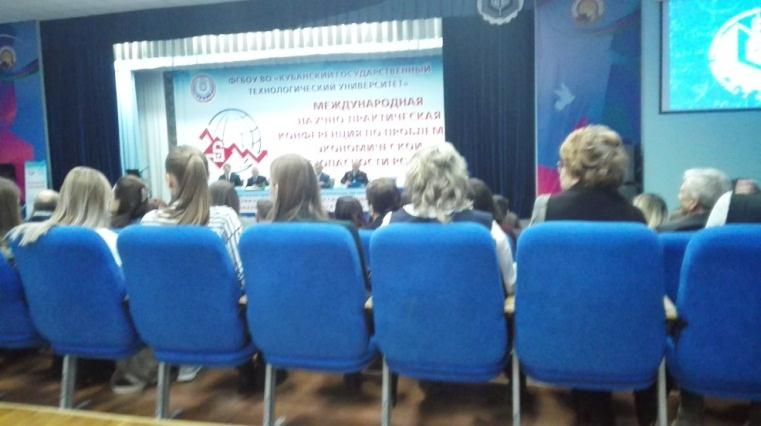 ФГБОУ ВО «КУБАНСКИЙ ГОСУДАРСТВЕННЫЙ
ТЕХНОЛОГИЧЕСКИЙ УНИВЕРСИТЕТ»
МЕЖДУНАРОДНАЯ
НАУЧНО-ПРАКТИЧЕСКАЯ
КОНФЕРЕНЦИЯ ПО ПРОБЛЕМ
ЭКОНОМИЧЕСКОЙ